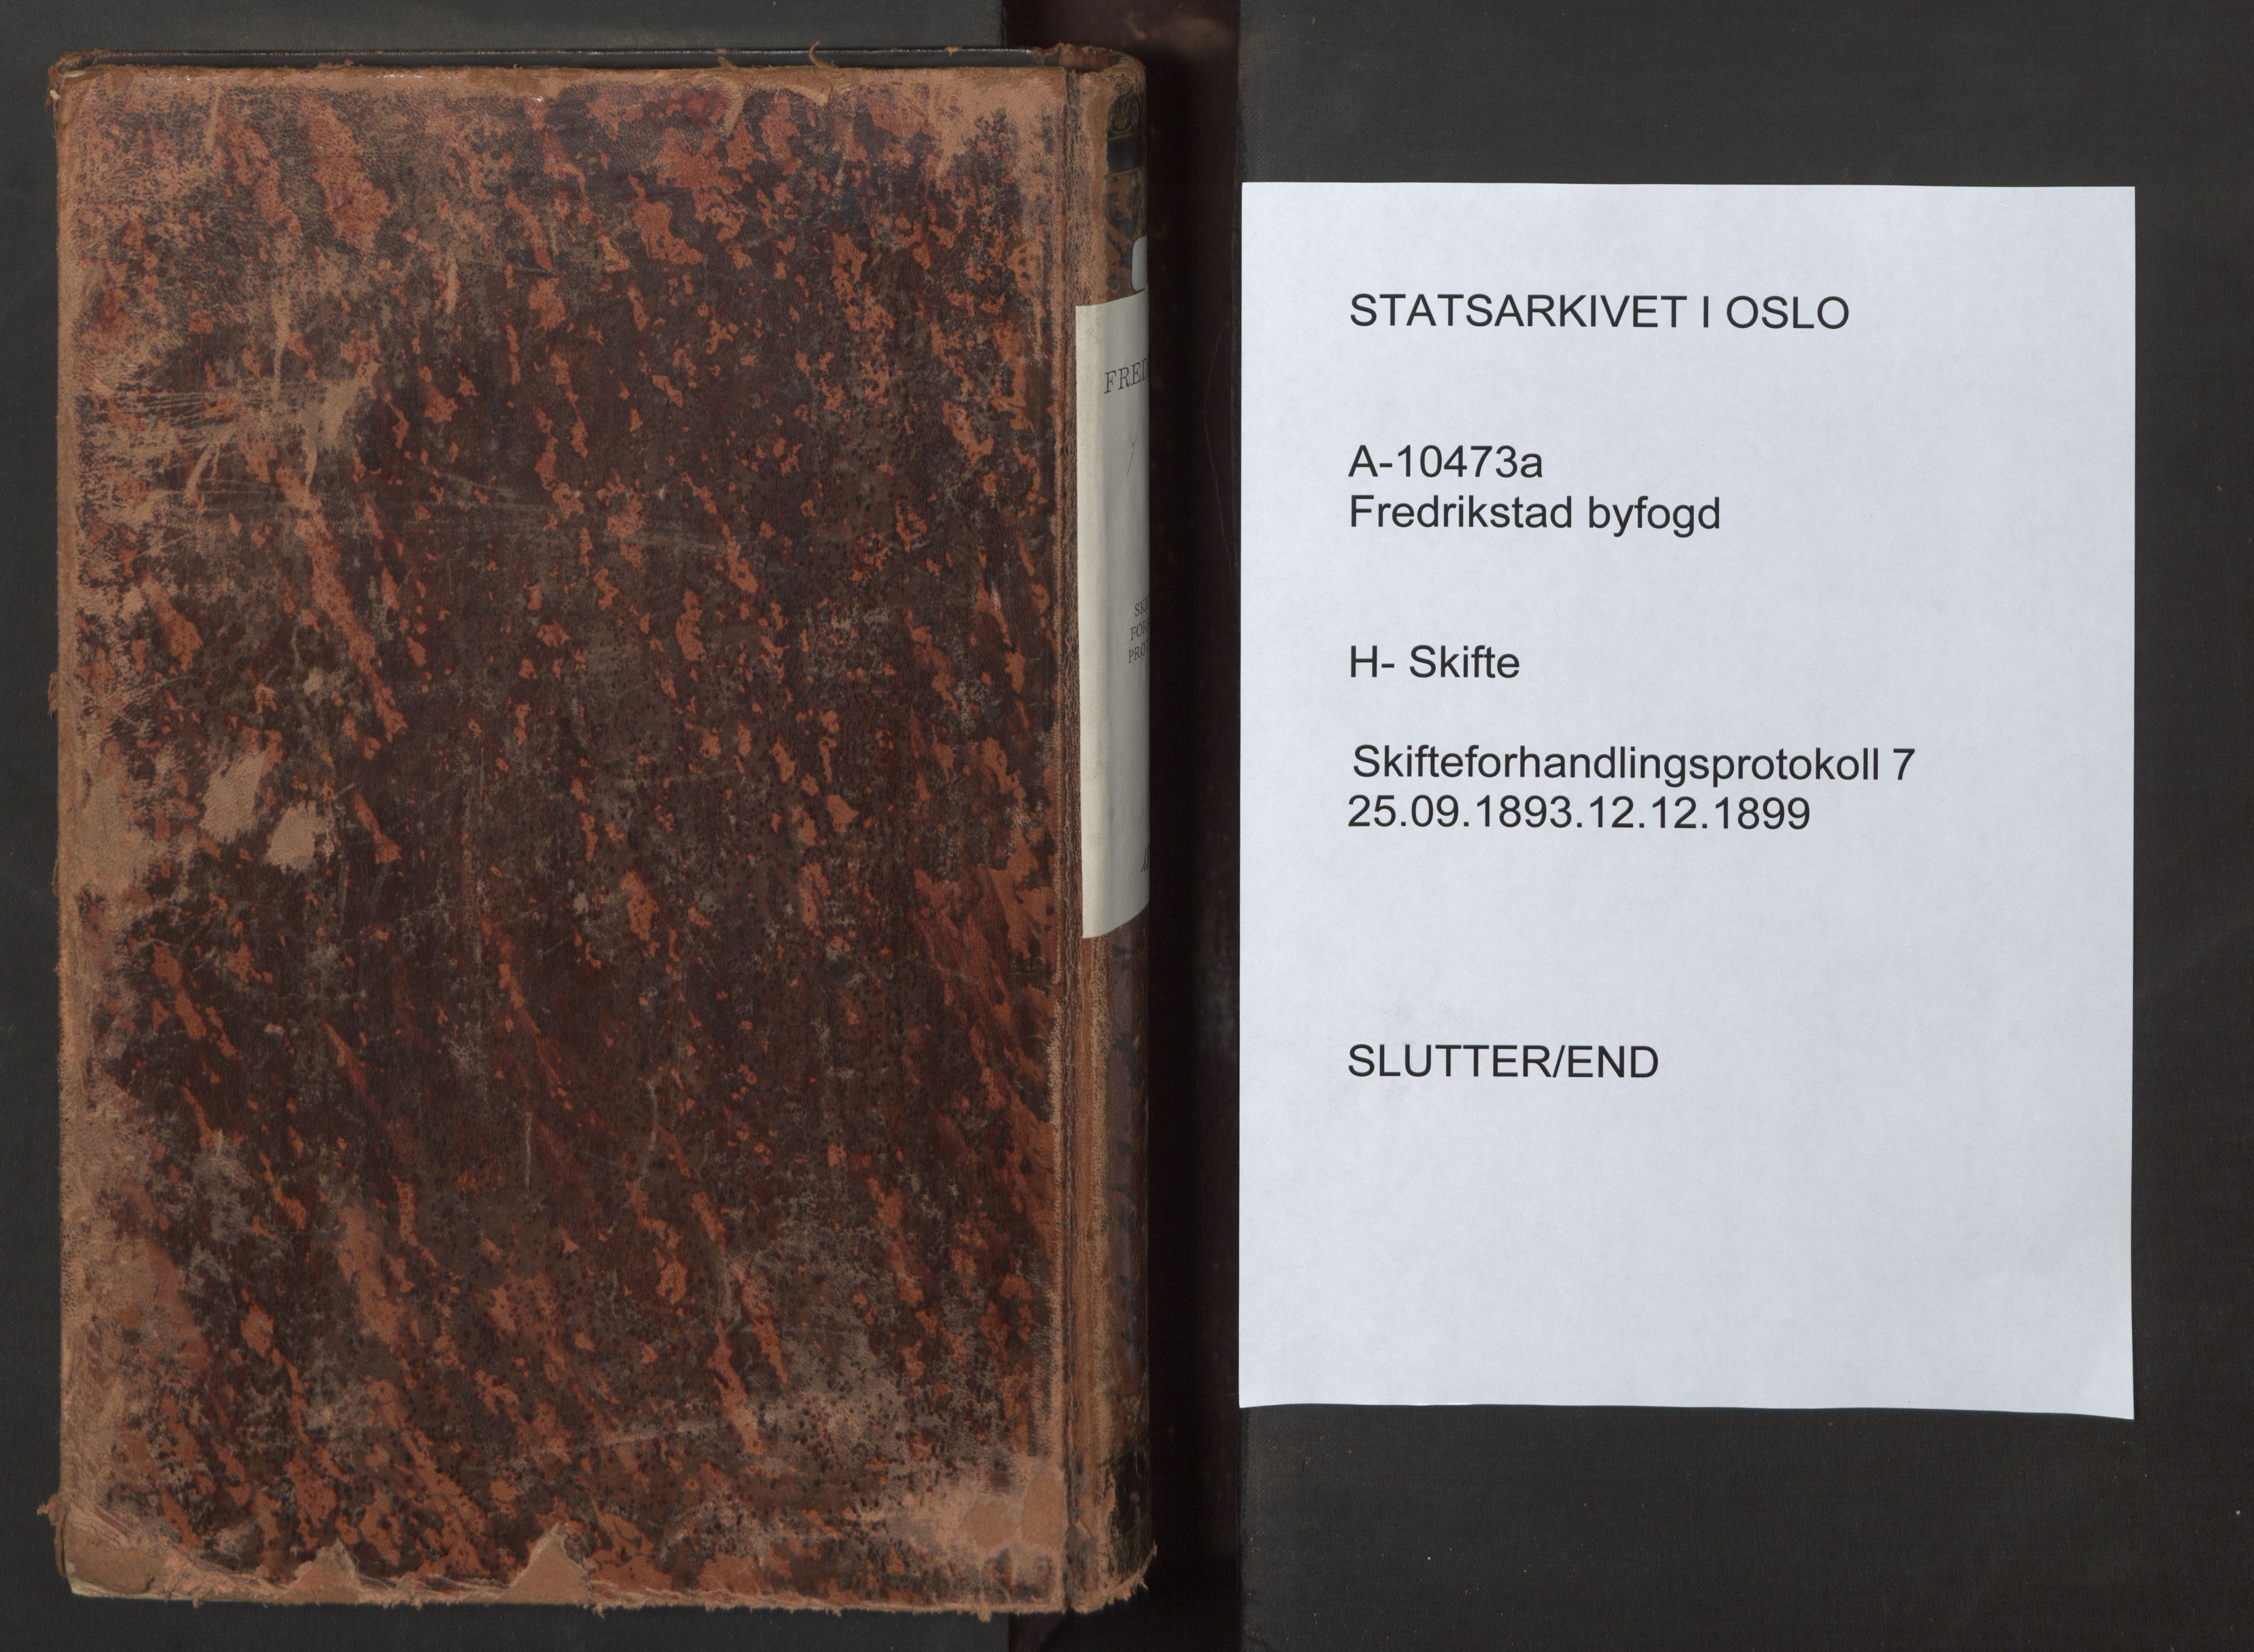 FRED
SKI
FOR
PRO
STATSARKIVET I OSLO
A-10473a
Fredrikstad byfogd
H- Skifte
Skifteforhandlingsprotokoll 7
25.09.1893.12.12.1899
SLUTTER/END